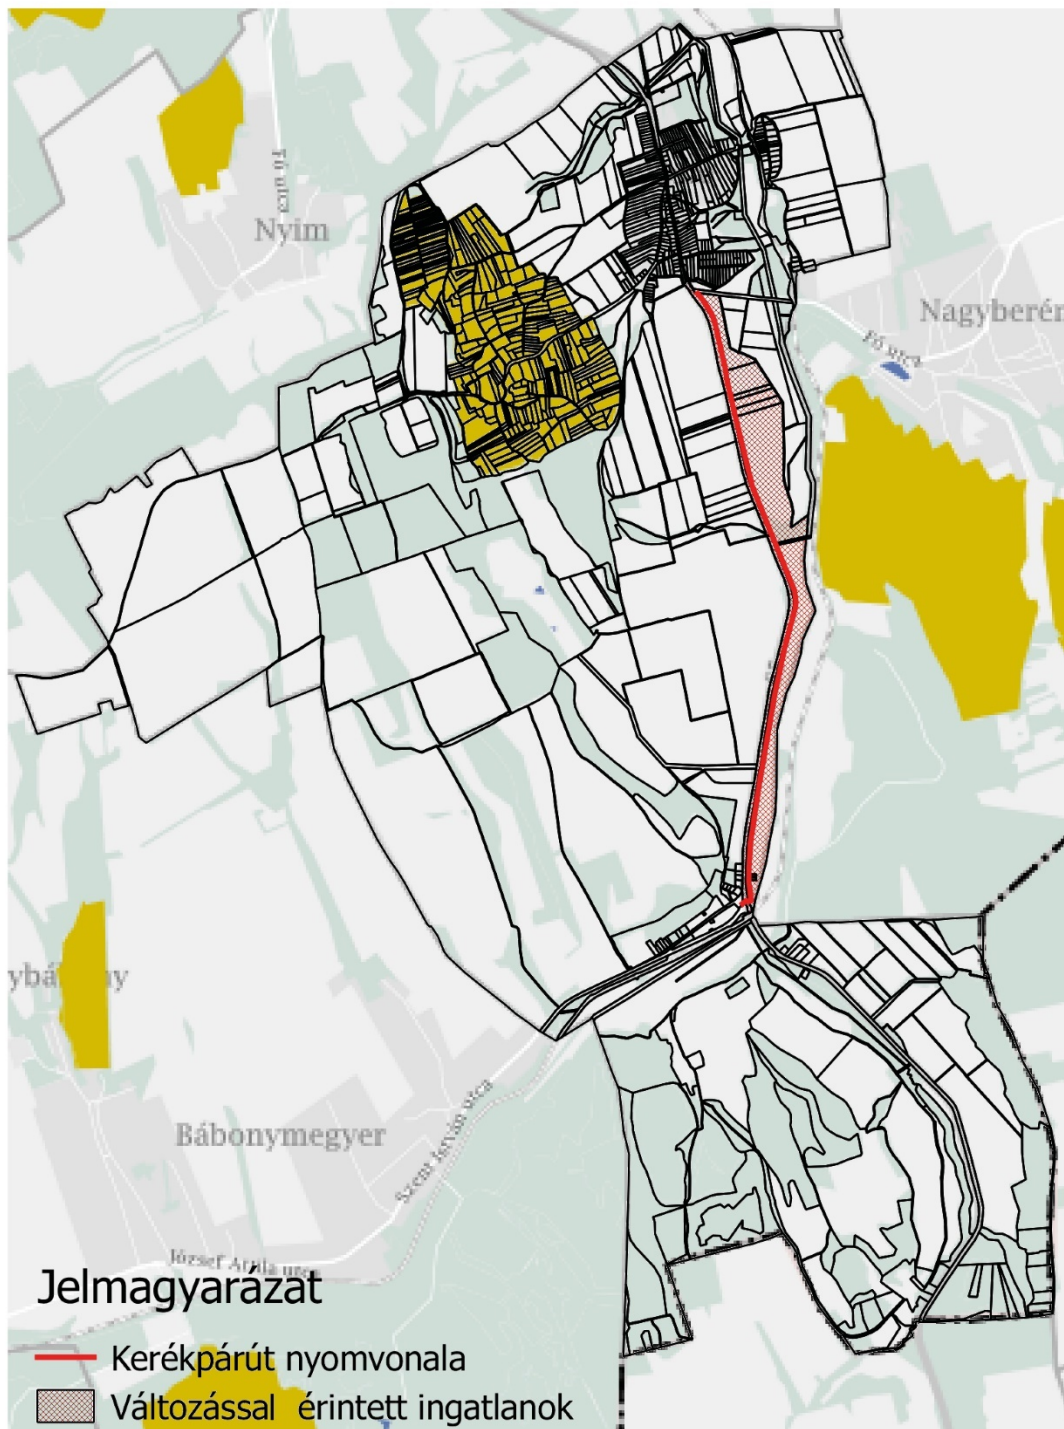 Fő utca
Nyim
Nagyberén
Fő utca
ybábony
Bábonymegyer
Szent István utca
József Attila utca
Jelmagyarázat
Kerékpárút nyomvonala
Változással érintett ingatlanok